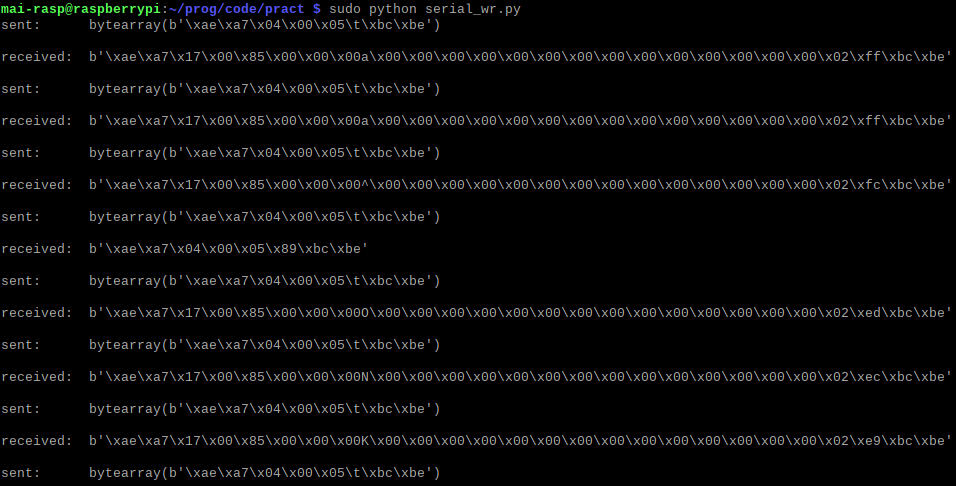 mai-rasp@raspberrypi:~/prog/code/pract $ sudo python serial_wr.py
sent:      bytearray(b'\xae\xa7\x04\x00\x05\t\xbc\xbe')
received:  b'\xae\xa7\x17\x00\x85\x00\x00\x00a\x00\x00\x00\x00\x00\x00\x00\x00\x00\x00\x00\x00\x00\x00\x02\xff\xbc\xbe'
sent:      bytearray(b'\xae\xa7\x04\x00\x05\t\xbc\xbe')
received:  b'\xae\xa7\x17\x00\x85\x00\x00\x00a\x00\x00\x00\x00\x00\x00\x00\x00\x00\x00\x00\x00\x00\x00\x02\xff\xbc\xbe'
sent:      bytearray(b'\xae\xa7\x04\x00\x05\t\xbc\xbe')
received:  b'\xae\xa7\x17\x00\x85\x00\x00\x00^\x00\x00\x00\x00\x00\x00\x00\x00\x00\x00\x00\x00\x00\x00\x02\xfc\xbc\xbe'
sent:      bytearray(b'\xae\xa7\x04\x00\x05\t\xbc\xbe')
received:  b'\xae\xa7\x04\x00\x05\x89\xbc\xbe'
sent:      bytearray(b'\xae\xa7\x04\x00\x05\t\xbc\xbe')
received:  b'\xae\xa7\x17\x00\x85\x00\x00\x00O\x00\x00\x00\x00\x00\x00\x00\x00\x00\x00\x00\x00\x00\x00\x02\xed\xbc\xbe'
sent:      bytearray(b'\xae\xa7\x04\x00\x05\t\xbc\xbe')
received:  b'\xae\xa7\x17\x00\x85\x00\x00\x00N\x00\x00\x00\x00\x00\x00\x00\x00\x00\x00\x00\x00\x00\x00\x02\xec\xbc\xbe'
sent:      bytearray(b'\xae\xa7\x04\x00\x05\t\xbc\xbe')
received:  b'\xae\xa7\x17\x00\x85\x00\x00\x00K\x00\x00\x00\x00\x00\x00\x00\x00\x00\x00\x00\x00\x00\x00\x02\xe9\xbc\xbe'
sent:      bytearray(b'\xae\xa7\x04\x00\x05\t\xbc\xbe')